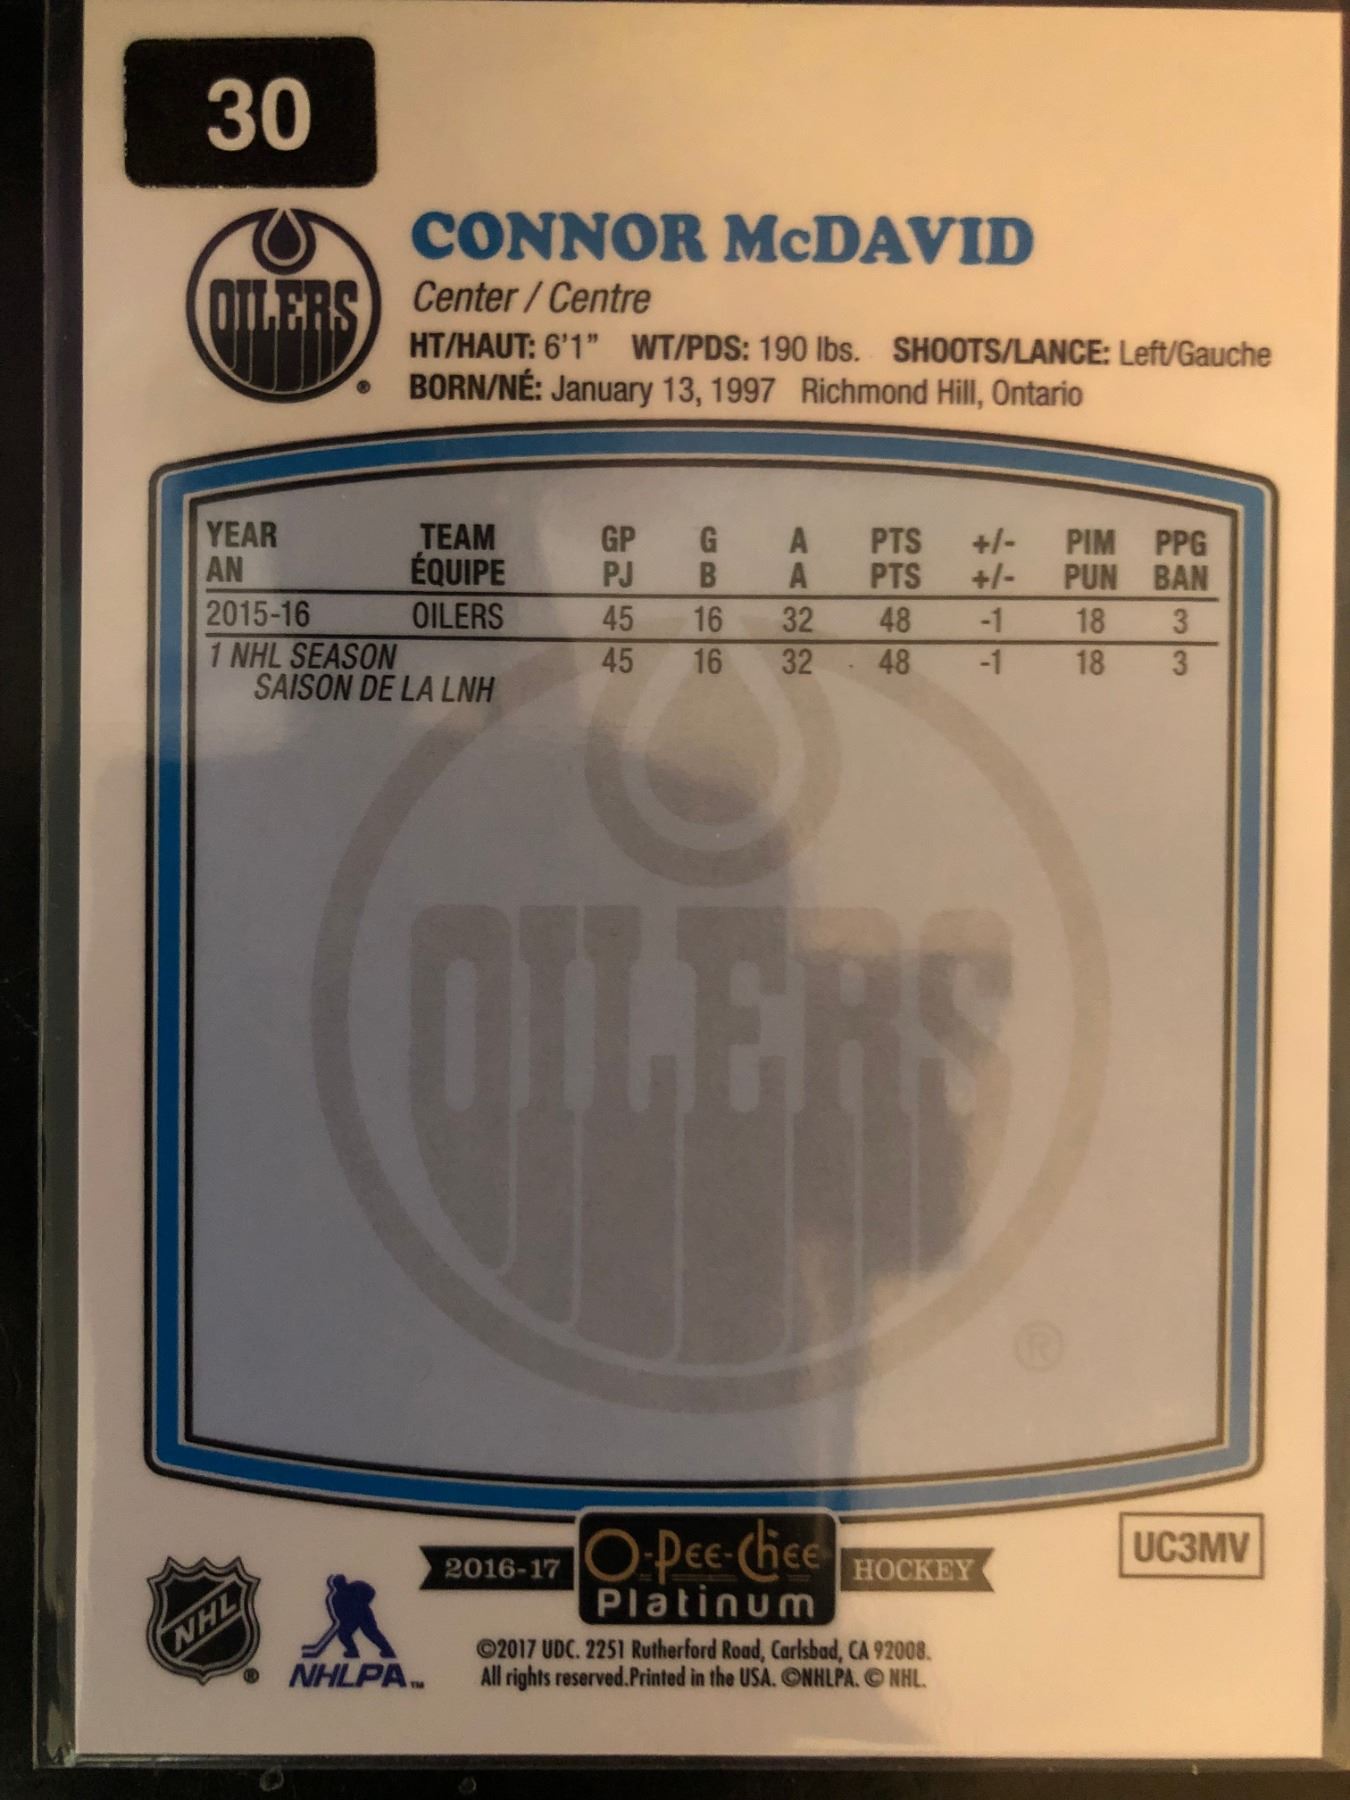 30
OILERS
®
CONNOR McDAVID
Center / Centre
HT/HAUT: 6'1" WT/PDS: 190 lbs. SHOOTS/LANCE: Left/Gauche
BORN/NÉ: January 13, 1997 Richmond Hill, Ontario
YEAR TEAM GP G A PTS +/- PIM PPG
AN ÉQUIPE PJ B A PTS +/- PUN BAN
2015-16 OILERS 45 16 32 48 -1 18 3
1 NHL SEASON 45 16 32 48 -1 18 3
SAISON DE LA LNH
OILERS
®
UC3MV
2016-17 O-Pee-Chee HOCKEY
Platinum
NHL ®
NHLPA™
©2017 UDC. 2251 Rutherford Road, Carlsbad, CA 92008.
All rights reserved.Printed in the USA. ©NHLPA. © NHL.